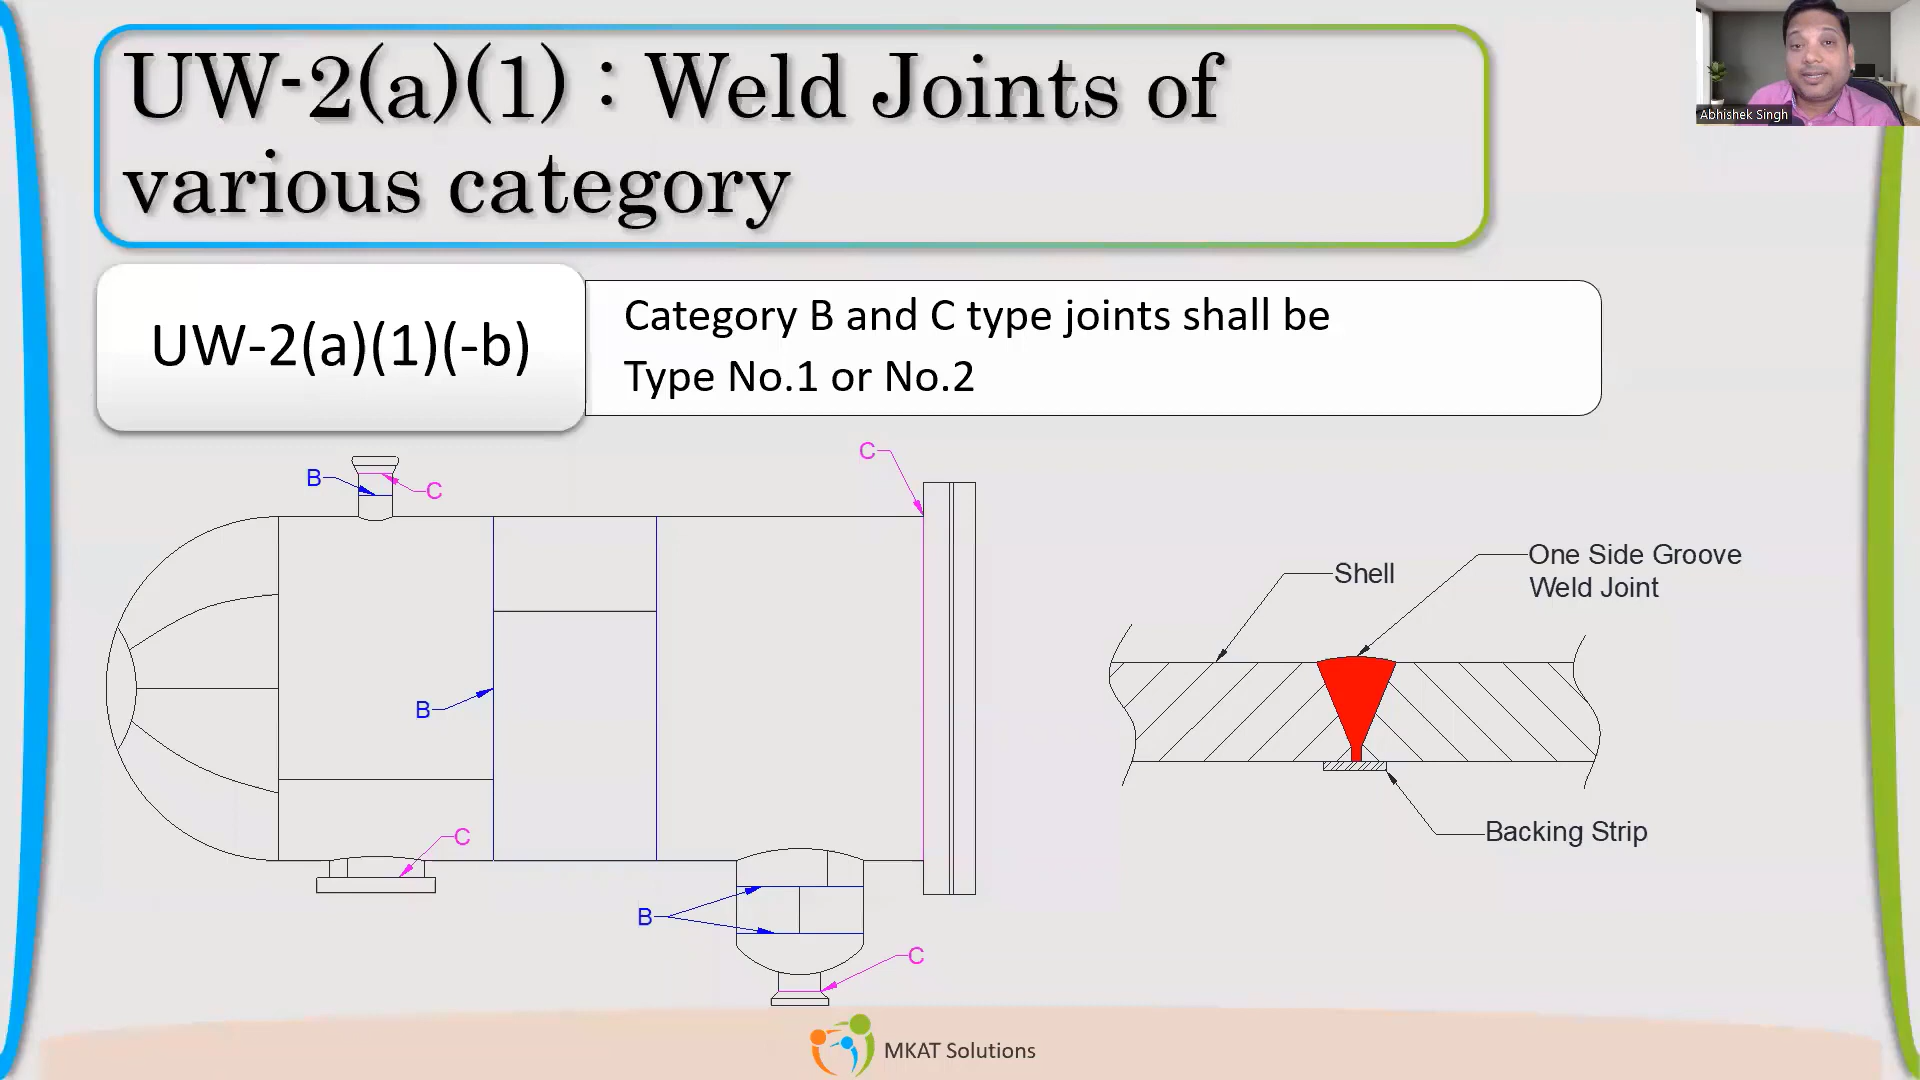 UW-2(a)(1) : Weld Joints of
various category
Abhishek Singh
UW-2(a)(1)(-b)
Category B and C type joints shall be
Type No.1 or No.2
B
C
C
B
C
B
C
Shell
One Side Groove
Weld Joint
Backing Strip
MKAT Solutions